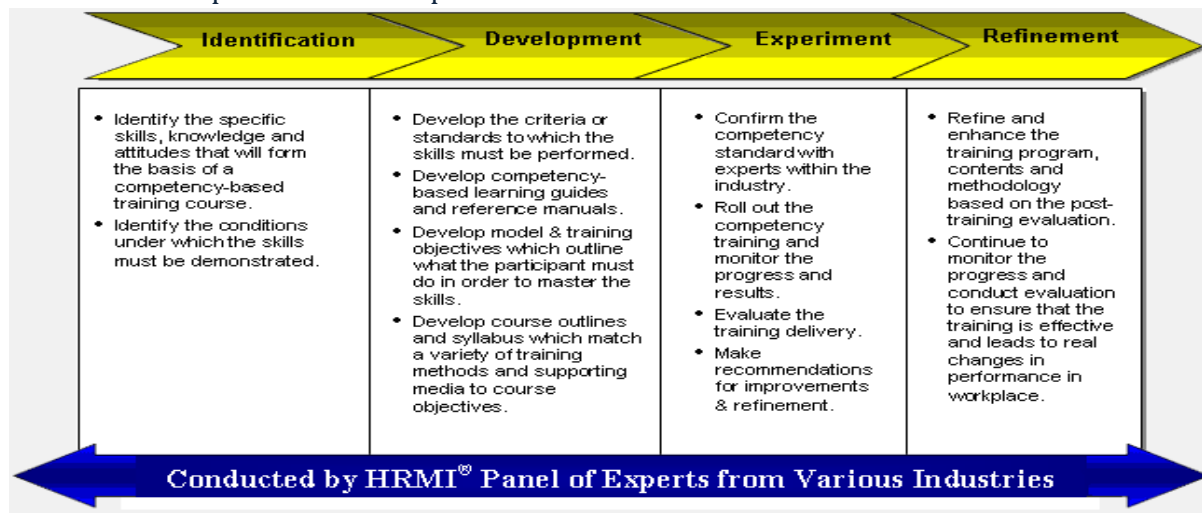 Identification
Development
Experiment
Refinement
• Identify the specific
skills, knowledge and
attitudes that will form
the basis of a
competency-based
training course.
• Identify the conditions
under which the skills
must be demonstrated.
• Develop the criteria or
standards to which the
skills must be performed.
• Develop competency-
based learning guides
and reference manuals.
• Develop model & training
objectives which outline
what the participant must
do in order to master the
skills.
• Develop course outlines
and syllabus which match
a variety of training
methods and supporting
media to course
objectives.
• Confirm the
competency
standard with
experts within the
industry.
• Roll out the
competency
training and
monitor the
progress and
results.
• Evaluate the
training delivery.
• Make
recommendations
for improvements
& refinement.
• Refine and
enhance the
training program,
contents and
methodology
based on the post-
training evaluation.
• Continue to
monitor the
progress and
conduct evaluation
to ensure that the
training is effective
and leads to real
changes in
performance in
workplace.
Conducted by HRMI® Panel of Experts from Various Industries